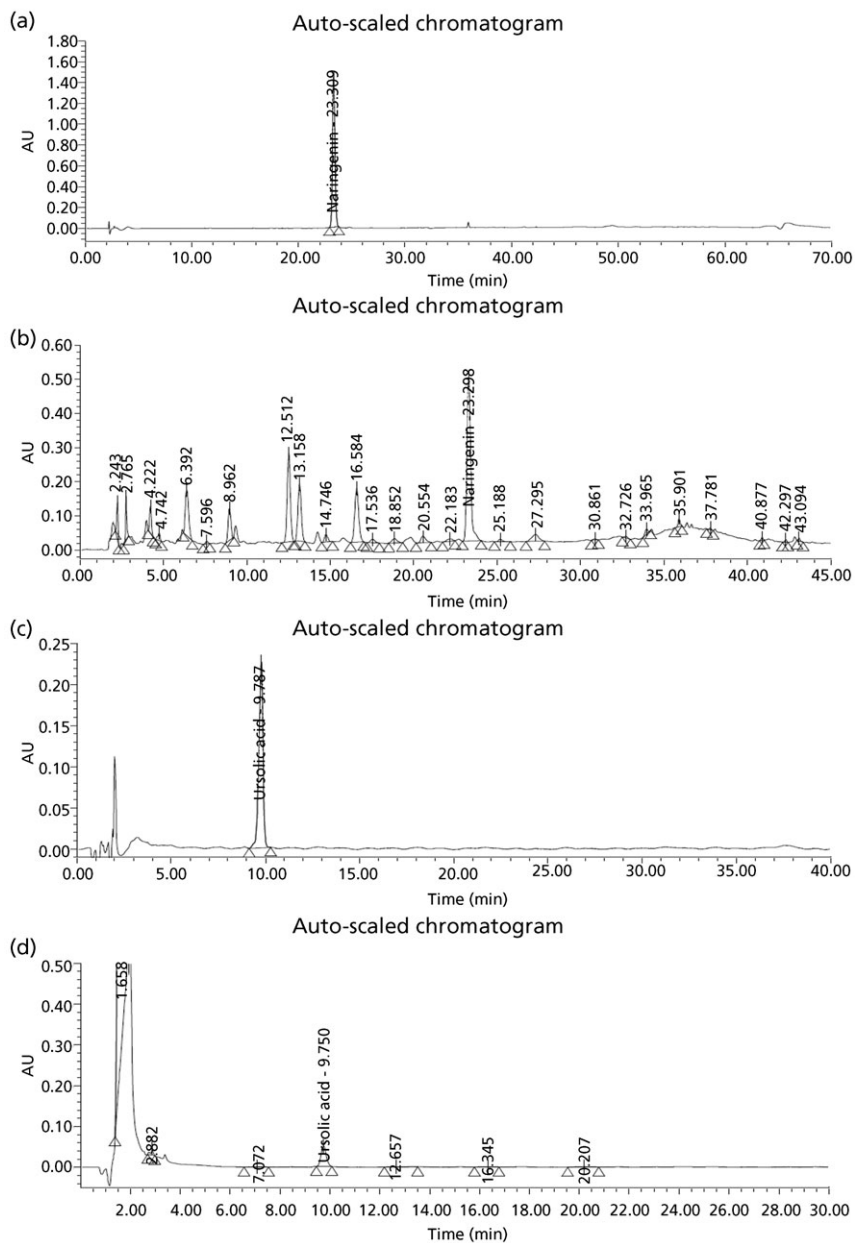 (a)
Auto-scaled chromatogram
1.80
1.60
1.40
1.20
1.00
0.80
0.60
0.40
0.20
0.00
AU
Naringenin 23.309
0.00 10.00 20.00 30.00 40.00 50.00 60.00 70.00
Time (min)
Auto-scaled chromatogram
(b)
0.60
0.50
0.40
0.30
0.20
0.10
0.00
AU
2.243
2.765
4.222
4.742
6.392
7.596
8.962
12.512
13.158
14.746
16.584
17.536
18.852
20.554
22.183
Naringenin -23.298
25.188
27.295
30.861
32.726
33.965
35.901
37.781
40.877
42.297
43.094
0.00 5.00 10.00 15.00 20.00 25.00 30.00 35.00 40.00 45.00
Time (min)
(c)
Auto-scaled chromatogram
0.25
0.20
0.15
0.10
0.05
0.00
AU
Ursolic acid 9.787
0.00 5.00 10.00 15.00 20.00 25.00 30.00 35.00 40.00
Time (min)
Auto-scaled chromatogram
(d)
0.50
0.40
0.30
0.20
0.10
0.00
AU
1.658
2.882
7.072
Ursolic acid - 9.750
12.657
16.345
20.207
2.00 4.00 6.00 8.00 10.00 12.00 14.00 16.00 18.00 20.00 22.00 24.00 26.00 28.00 30.00
Time (min)